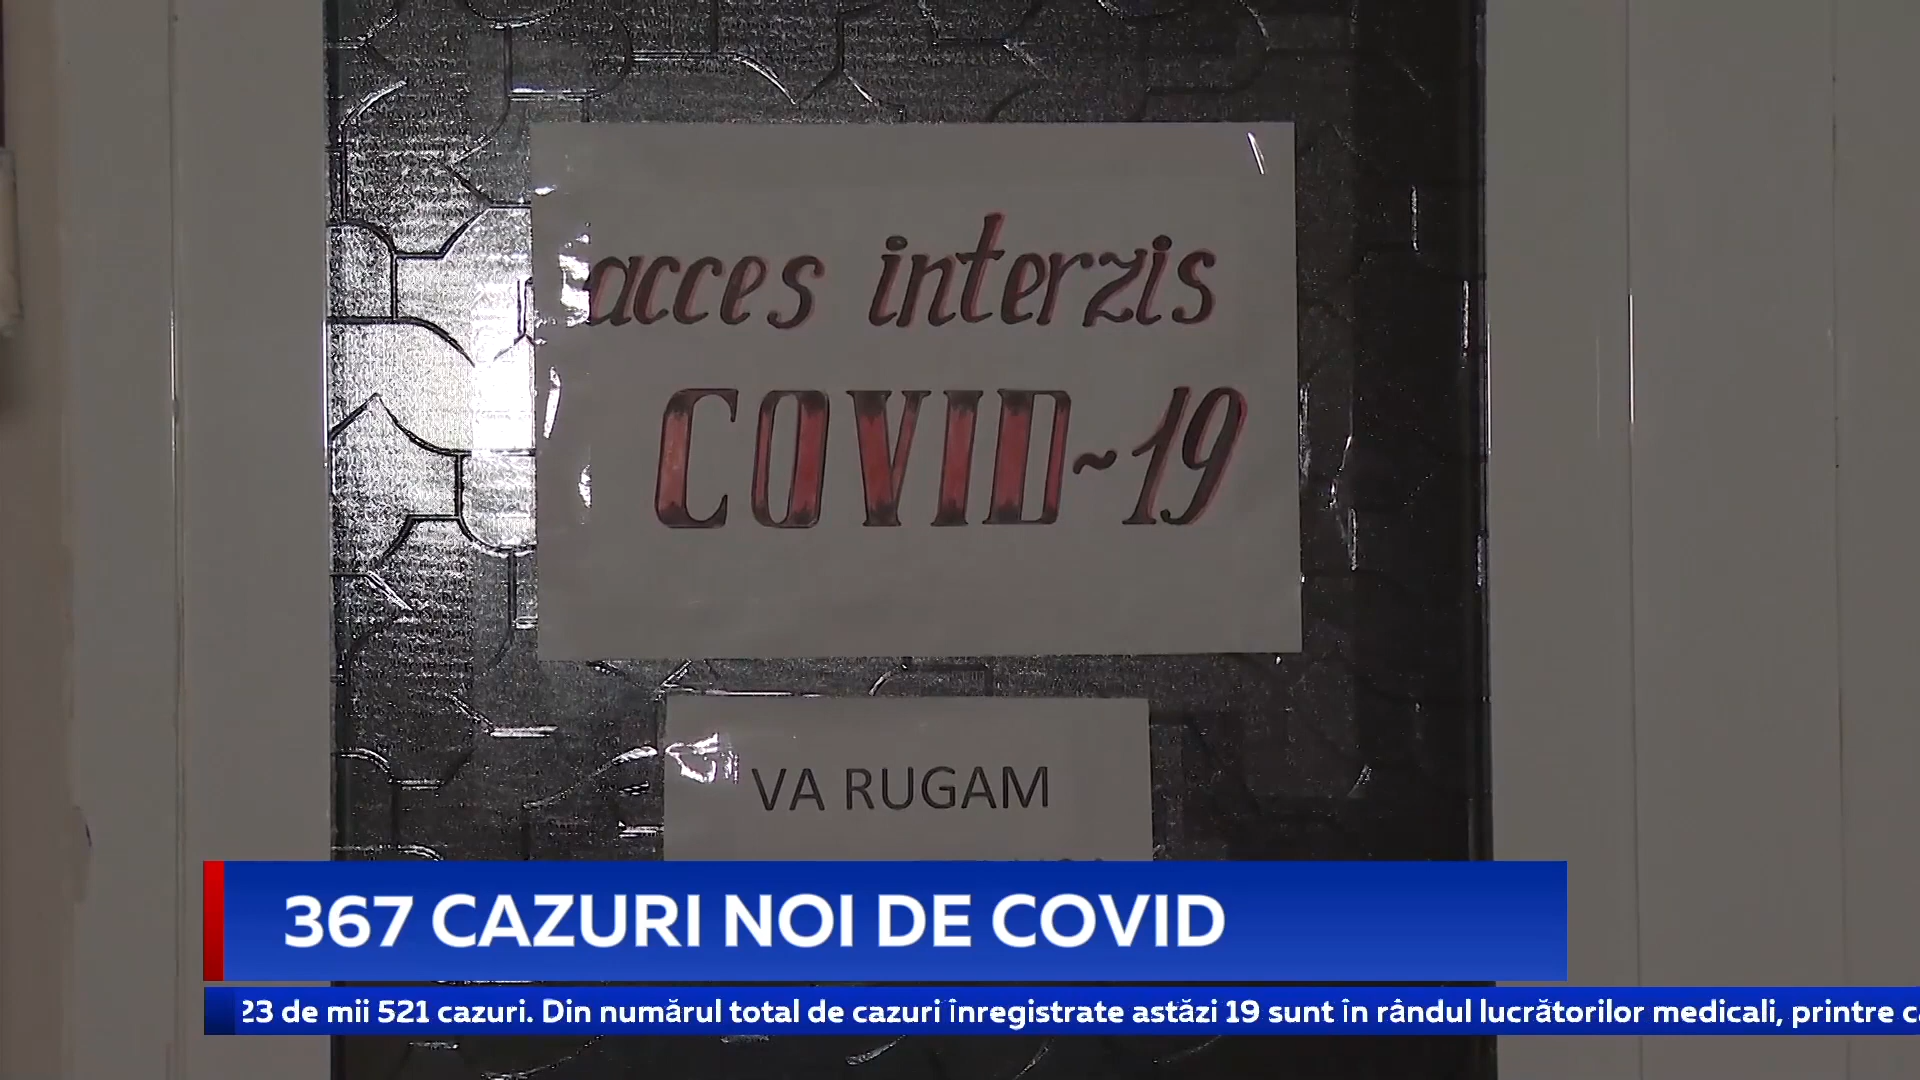 acces interzis
COVID~19
VA RUGAM
367 CAZURI NOI DE COVID
23 de mii 521 cazuri. Din numărul total de cazuri înregistrate astăzi 19 sunt în rândul lucrătorilor medicali, printre